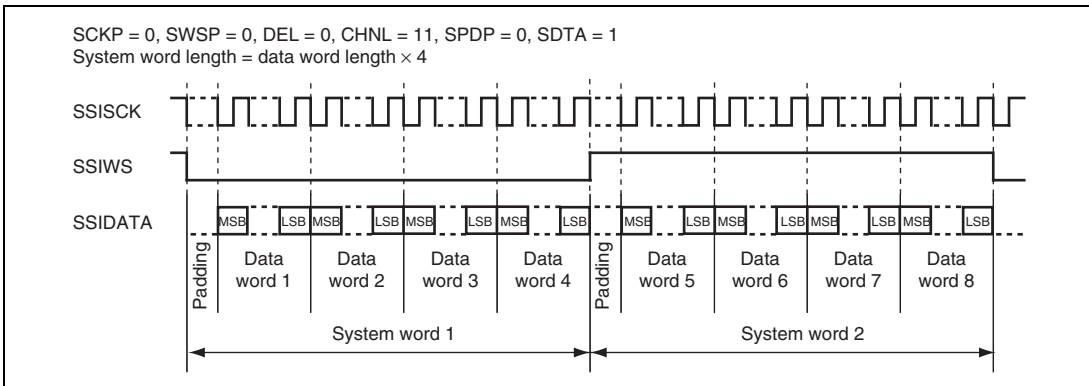 SCKP = 0, SWSP = 0, DEL = 0, CHNL = 11, SPDP = 0, SDTA = 1
System word length = data word length × 4
SSISCK
SSIWS
SSIDATA
MSB LSB MSB LSB MSB LSB MSB LSB MSB LSB MSB LSB MSB LSB MSB LSB
Padding
Data word 1
Data word 2
Data word 3
Data word 4
Padding
Data word 5
Data word 6
Data word 7
Data word 8
System word 1
System word 2